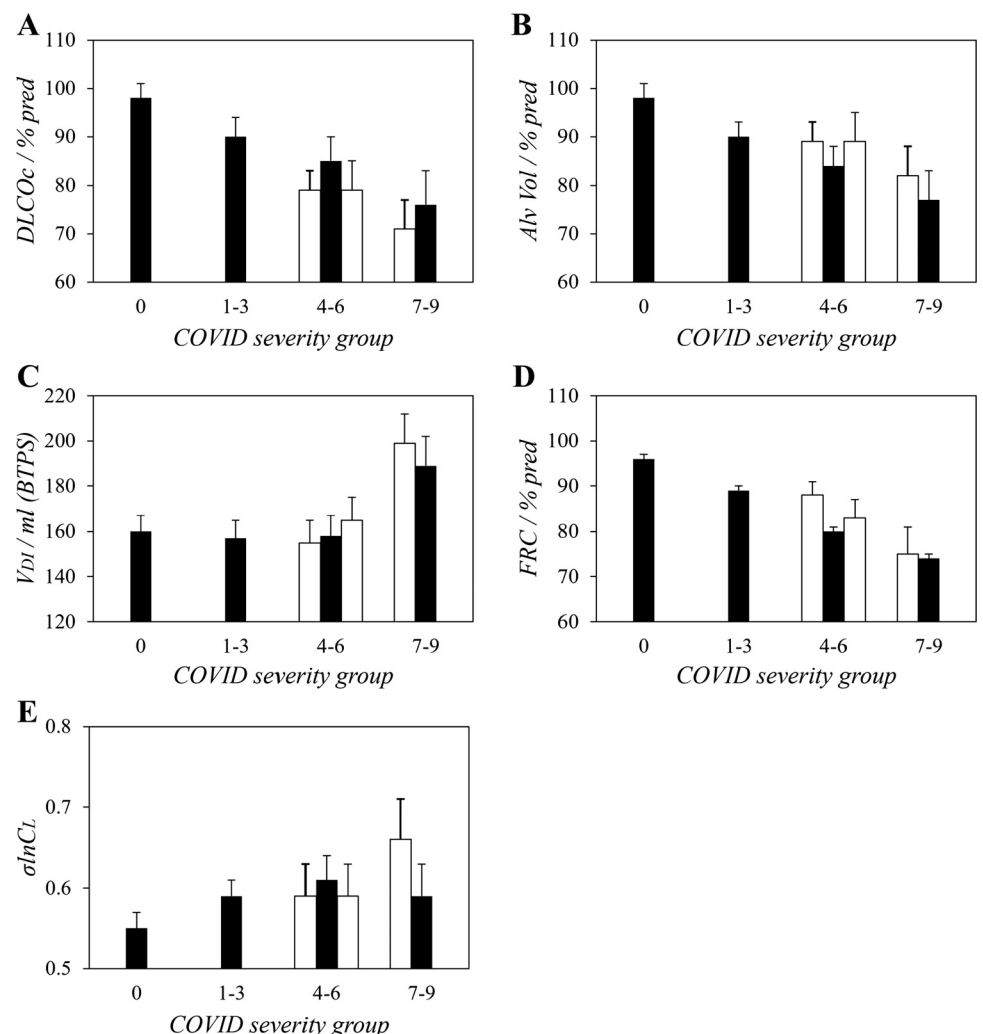 A
110
100
90
80
70
60
DLCOc / % pred
0 1-3 4-6 7-9
COVID severity group
B
110
100
90
80
70
60
Alv Vol / % pred
0 1-3 4-6 7-9
COVID severity group
C
220
200
180
160
140
120
VDI / ml (BTPS)
0 1-3 4-6 7-9
COVID severity group
D
110
100
90
80
70
60
FRC / % pred
0 1-3 4-6 7-9
COVID severity group
E
0.8
0.7
0.6
0.5
σlnCL
0 1-3 4-6 7-9
COVID severity group